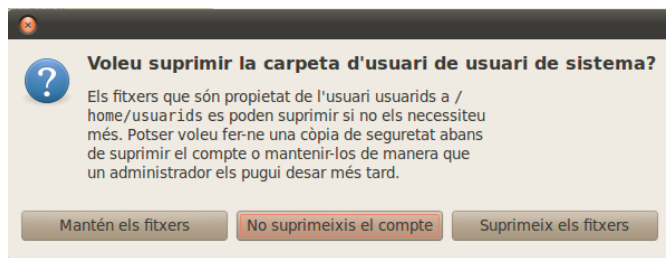 Voleu suprimir la carpeta d'usuari de usuari de sistema?
Els fitxers que són propietat de l'usuari usuarids a /
home/usuarids es poden suprimir si no els necessiteu
més. Potser voleu fer-ne una còpia de seguretat abans
de suprimir el compte o mantenir-los de manera que
un administrador els pugui desar més tard.
Mantén els fitxers
No suprimeixis el compte
Suprimeix els fitxers